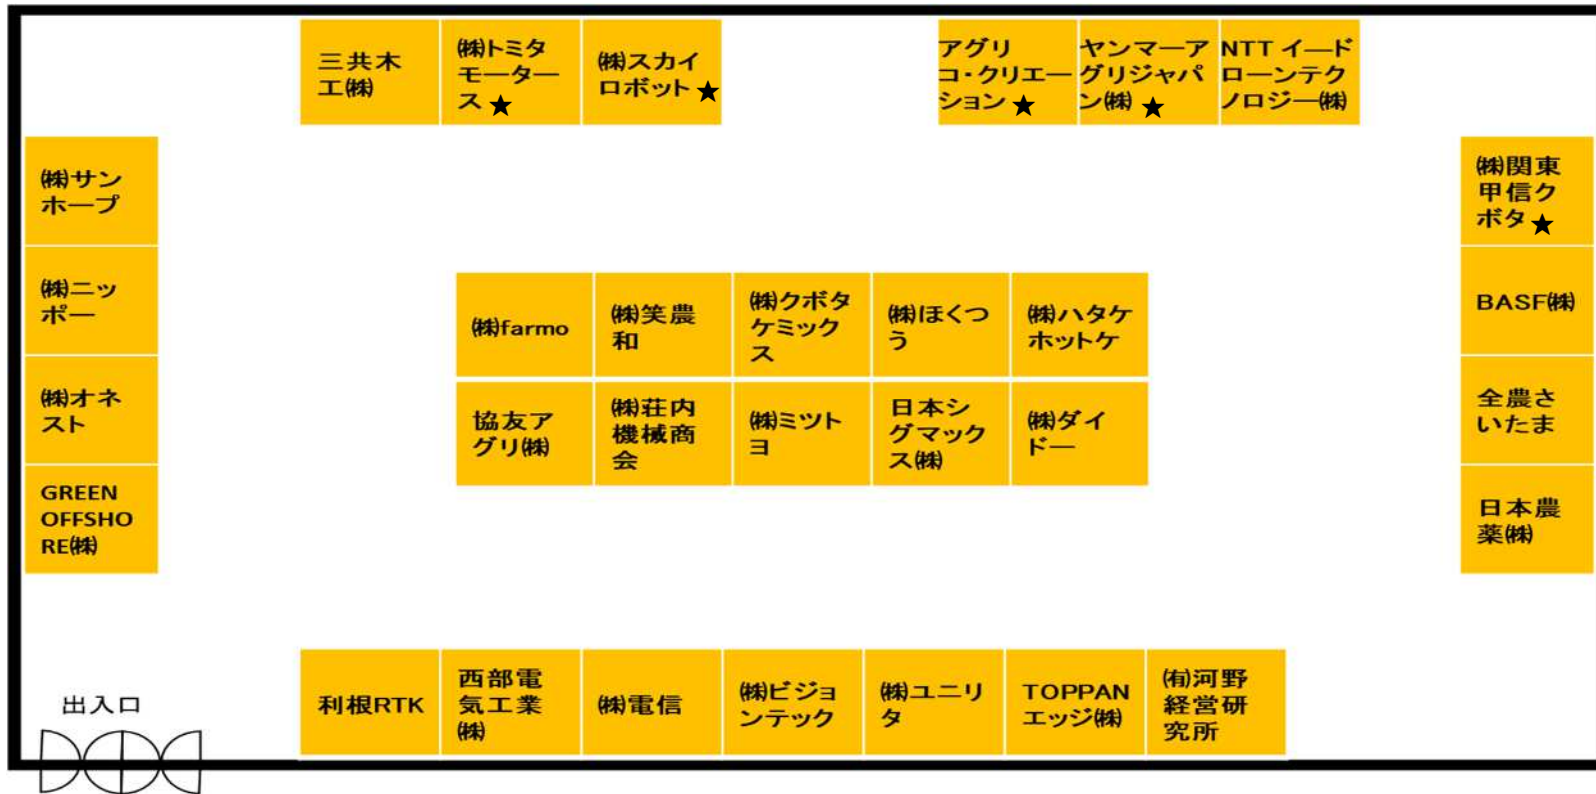 三共木
工㈱
㈱トミタ
モーター
ス★
㈱スカイ
ロボット★
アグリ
コ・クリエー
ション★
ヤンマーア
グリジャパ
ン㈱★
NTT イード
ローンテク
ノロジー㈱
㈱サン
ホープ
㈱ニッ
ポー
㈱オネ
スト
GREEN
OFFSHO
RE㈱
㈱farmo
㈱笑農
和
㈱クボタ
ケミック
ス
㈱ほくつ
う
㈱ハタケ
ホットケ
協友ア
グリ㈱
㈱荘内
機械商
会
㈱ミツト
ヨ
日本シ
グマック
ス㈱
㈱ダイ
ドー
㈱関東
甲信ク
ボタ★
BASF㈱
全農さ
いたま
日本農
薬㈱
出入口
利根RTK
西部電
気工業
㈱
㈱電信
㈱ビジョ
ンテック
㈱ユニリ
タ
TOPPAN
エッジ㈱
㈲河野
経営研
究所